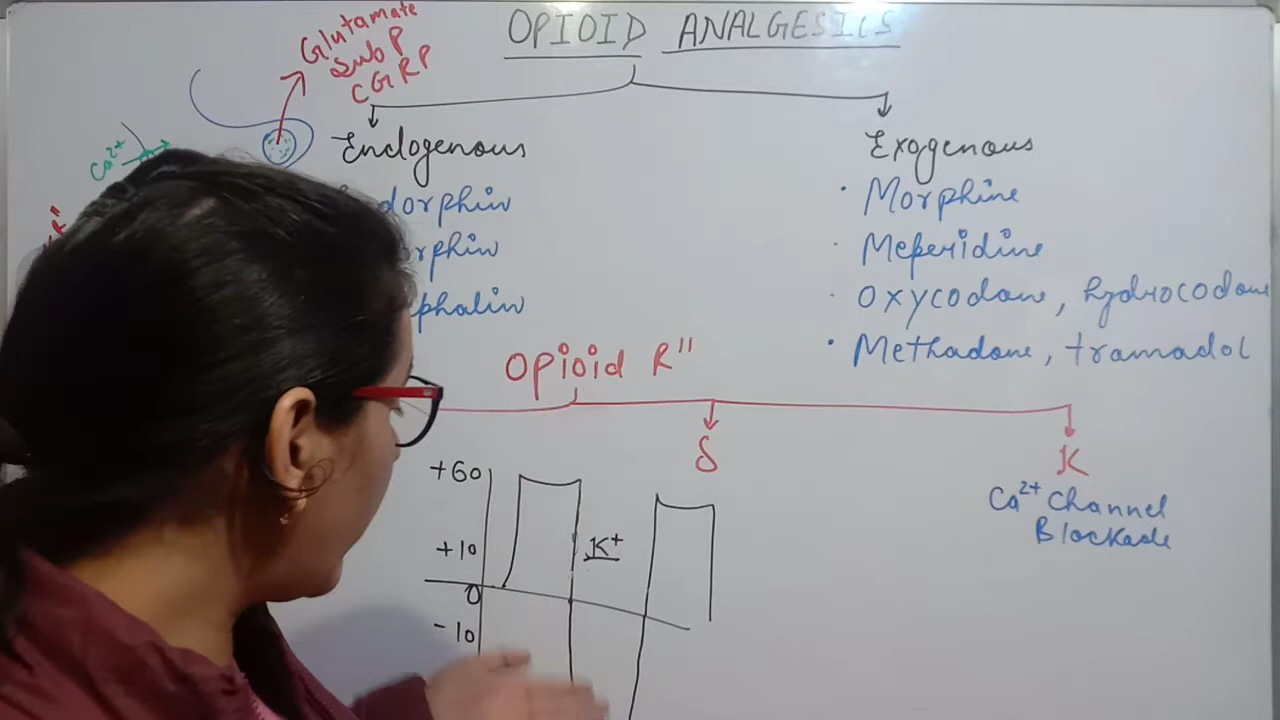 OPIOID ANALGESICS
Glutamate
Sub P
CGRP
Ca²⁺
R"
Endogenous
dorphin
rphin
phalin
Exogenous
· Morphine
· Meperidine
· Oxycodone, hydrocodone
· Methadone, tramadol
Opioid R"
δ
K
Ca²⁺ Channel
Blockade
+60
+10
0
-10
K⁺